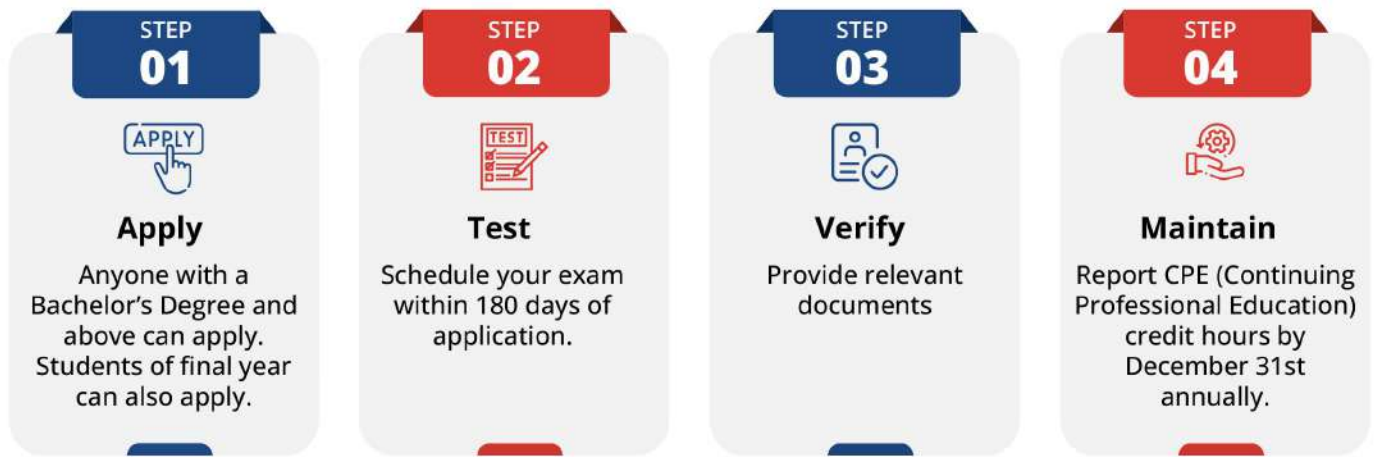 STEP
01
APPLY
Apply
Anyone with a
Bachelor’s Degree and
above can apply.
Students of final year
can also apply.
STEP
02
TEST
Test
Schedule your exam
within 180 days of
application.
STEP
03
Verify
Provide relevant
documents
STEP
04
Maintain
Report CPE (Continuing
Professional Education)
credit hours by
December 31st
annually.